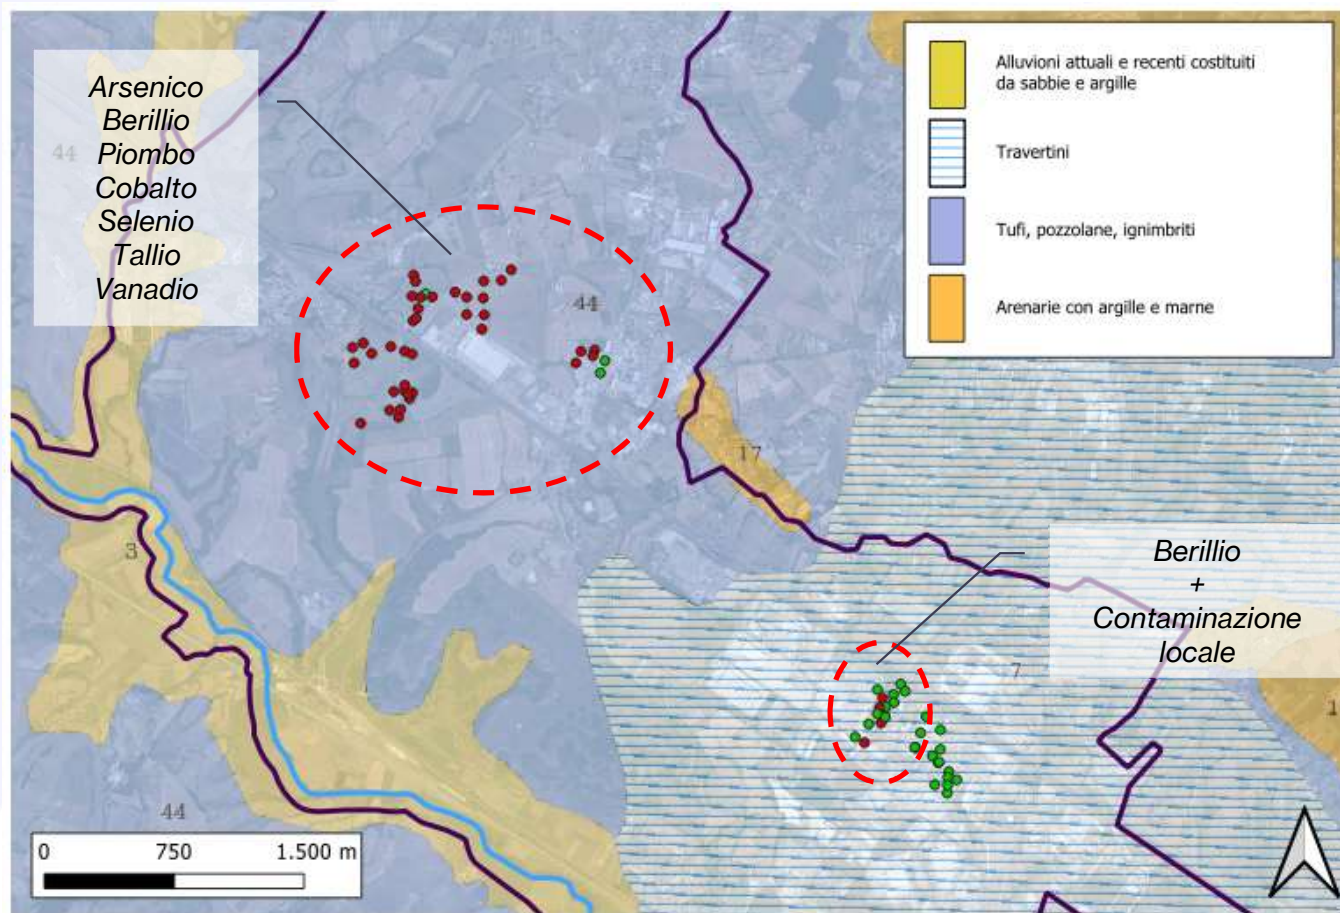 Arsenico
Berillio
Piombo
Cobalto
Selenio
Tallio
Vanadio
44
Alluvioni attuali e recenti costituiti
da sabbie e argille
Travertini
Tufi, pozzolane, ignimbriti
Arenarie con argille e marne
44
17
3
Berillio
+
Contaminazione
locale
7
1
44
0 750 1.500 m